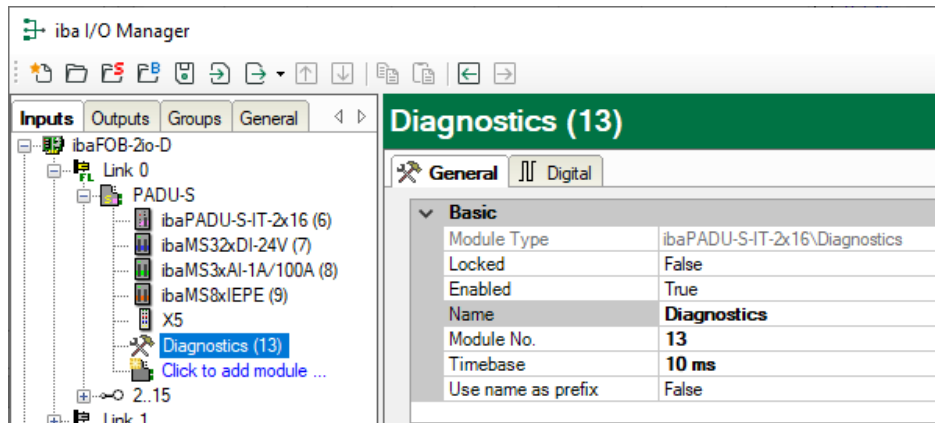 iba I/O Manager
Inputs Outputs Groups General
ibaFOB-2io-D
FL Link 0
PADU-S
ibaPADU-S-IT-2x16 (6)
ibaMS32xDI-24V (7)
ibaMS3xAI-1A/100A (8)
ibaMS8xIEPE (9)
X5
Diagnostics (13)
Click to add module ...
2..15
Link 1
Diagnostics (13)
General Digital
Basic
Module Type ibaPADU-S-IT-2x16\Diagnostics
Locked False
Enabled True
Name Diagnostics
Module No. 13
Timebase 10 ms
Use name as prefix False